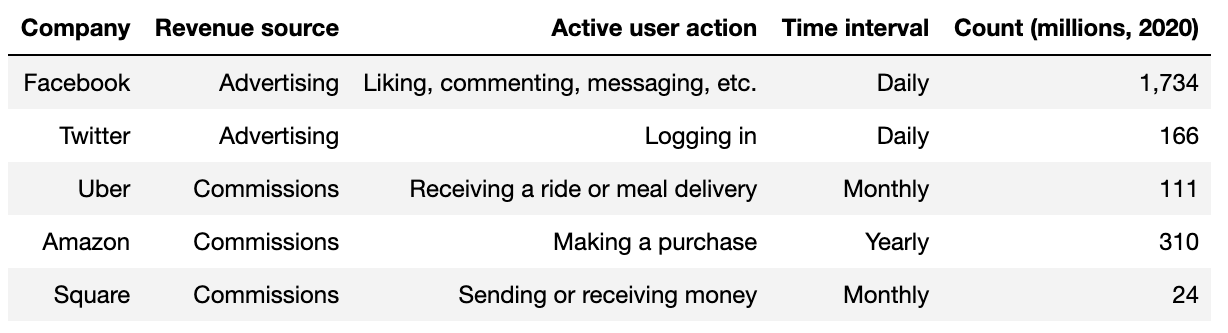 Company Revenue source Active user action Time interval Count (millions, 2020)
Facebook Advertising Liking, commenting, messaging, etc. Daily 1,734
Twitter Advertising Logging in Daily 166
Uber Commissions Receiving a ride or meal delivery Monthly 111
Amazon Commissions Making a purchase Yearly 310
Square Commissions Sending or receiving money Monthly 24